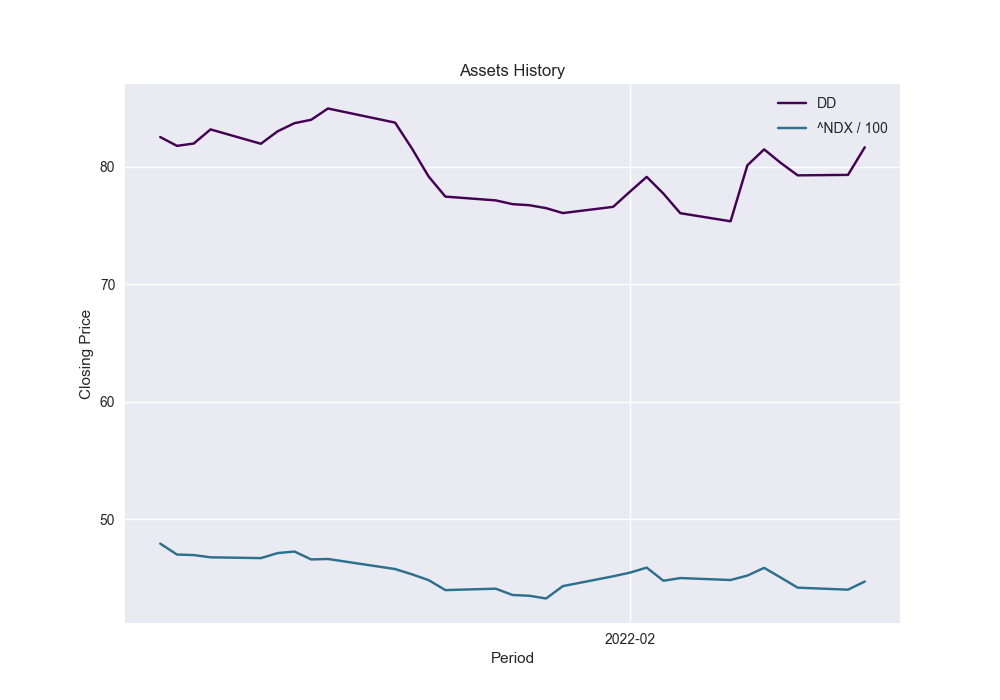 Assets History
DD
^NDX / 100
80
70
60
50
Closing Price
2022-02
Period